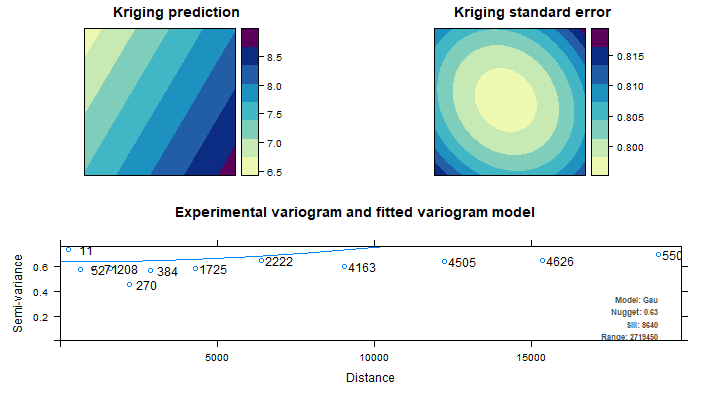 Kriging prediction
Kriging standard error
8.5
8.0
7.5
7.0
6.5
0.815
0.810
0.805
0.800
Experimental variogram and fitted variogram model
Semi-variance
0.6
0.4
0.2
11
527
1208
270
384
1725
2222
4163
4505
4626
550
Model: Gau
Nugget: 0.63
Sill: 8640
Range: 2719450
5000
10000
15000
Distance